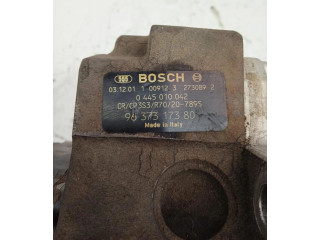 BOSCH
03.12.01 1 00912 3 273089 2
0 445 010 042
CR/CP3S3/R70/20-789S
96 373 173 80
Made in Italy